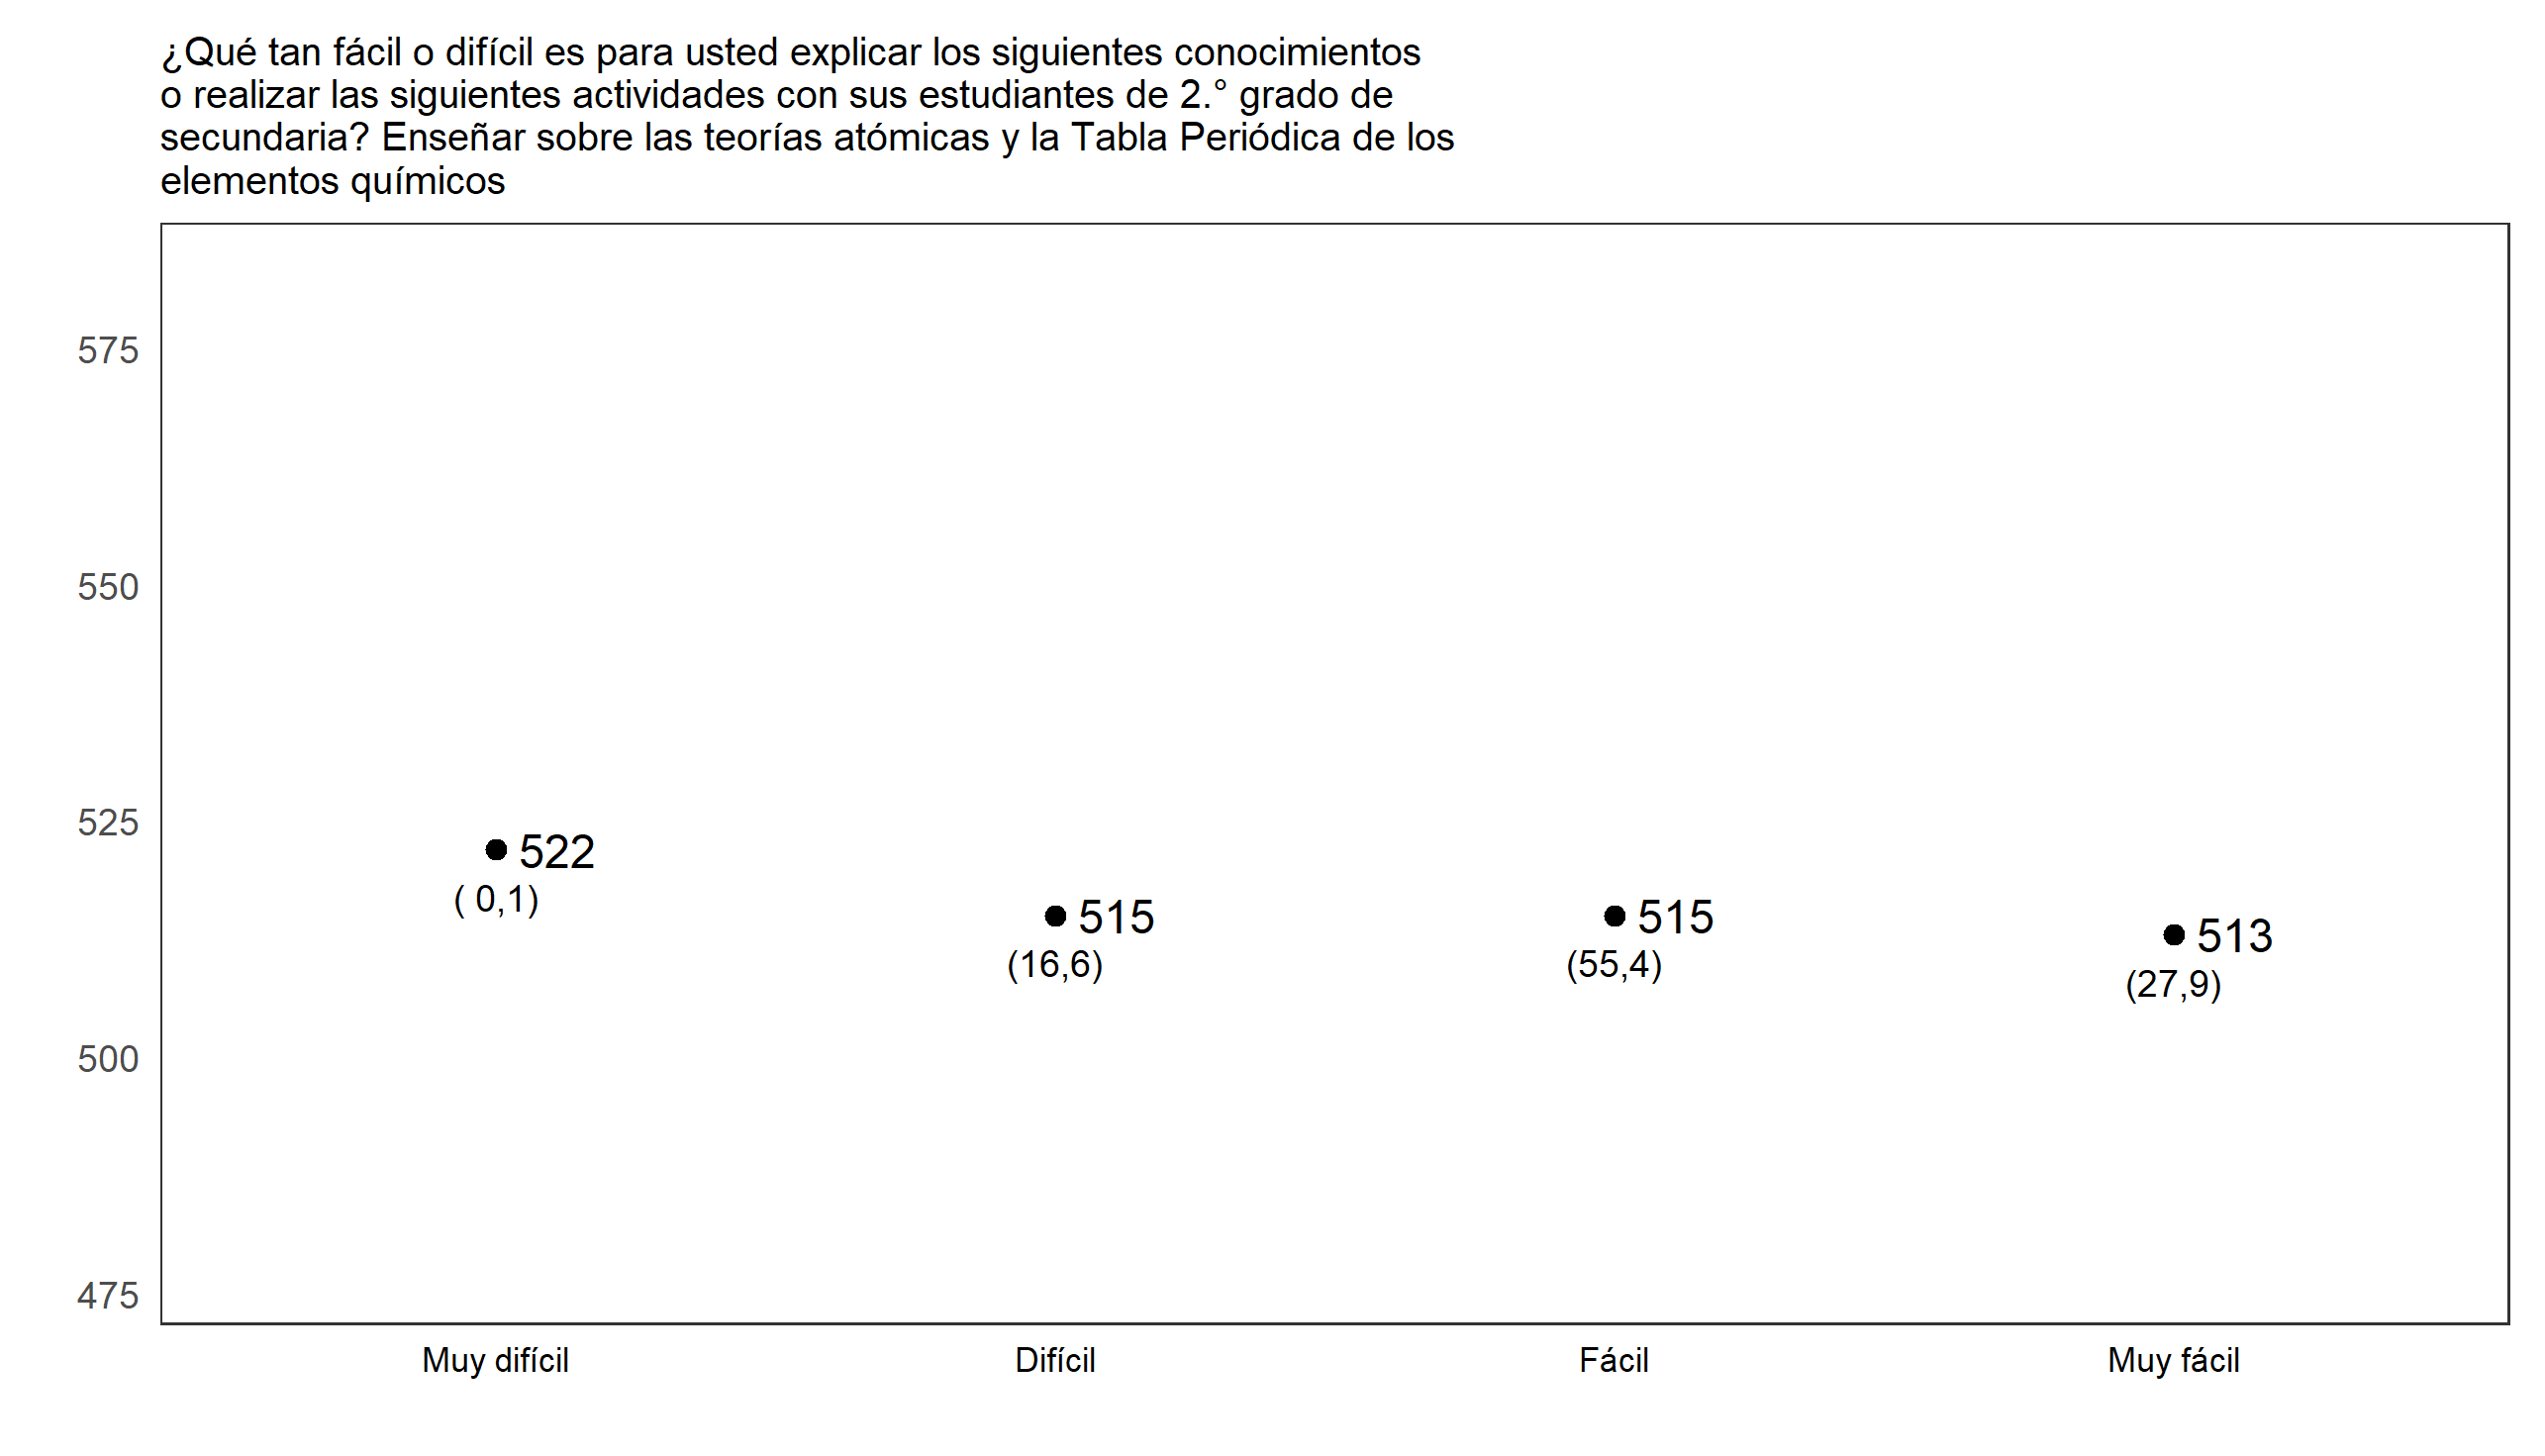 ¿Qué tan fácil o difícil es para usted explicar los siguientes conocimientos
o realizar las siguientes actividades con sus estudiantes de 2.° grado de
secundaria? Enseñar sobre las teorías atómicas y la Tabla Periódica de los
elementos químicos
575
550
525
522
( 0,1)
515
(16,6)
515
(55,4)
513
(27,9)
500
475
Muy difícil
Difícil
Fácil
Muy fácil